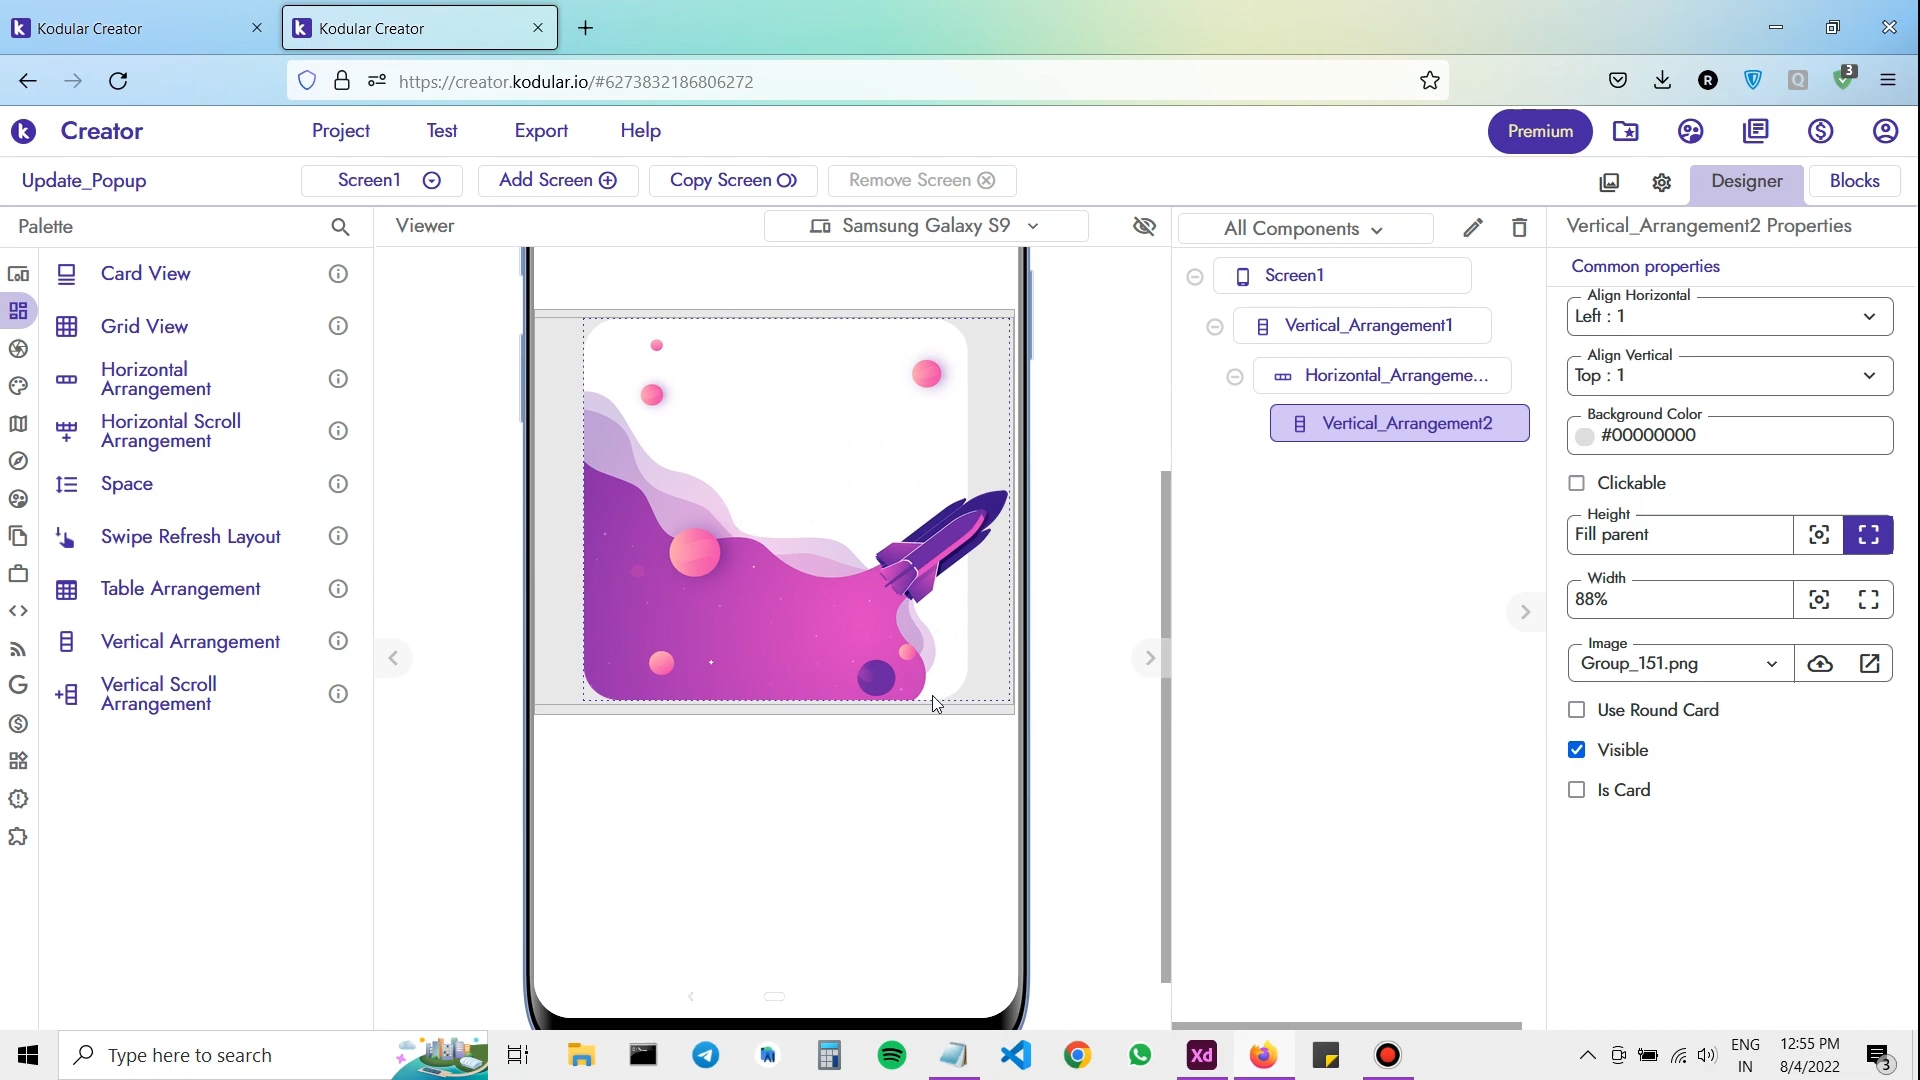 Kodular Creator
Kodular Creator
https://creator.kodular.io/#6273832186806272
3
Creator
Project
Test
Export
Help
Premium
Update_Popup
Screen1
Add Screen
Copy Screen
Remove Screen
Designer
Blocks
Palette
Viewer
Samsung Galaxy S9
All Components
Vertical_Arrangement2 Properties
Card View
Grid View
Horizontal
Arrangement
Horizontal Scroll
Arrangement
Space
Swipe Refresh Layout
Table Arrangement
Vertical Arrangement
Vertical Scroll
Arrangement
Screen1
Vertical_Arrangement1
Horizontal_Arrangeme...
Vertical_Arrangement2
Common properties
Align Horizontal
Left : 1
Align Vertical
Top : 1
Background Color
#00000000
Clickable
Height
Fill parent
Width
88%
Image
Group_151.png
Use Round Card
Visible
Is Card
Type here to search
Xd
ENG
IN
12:55 PM
8/4/2022
3